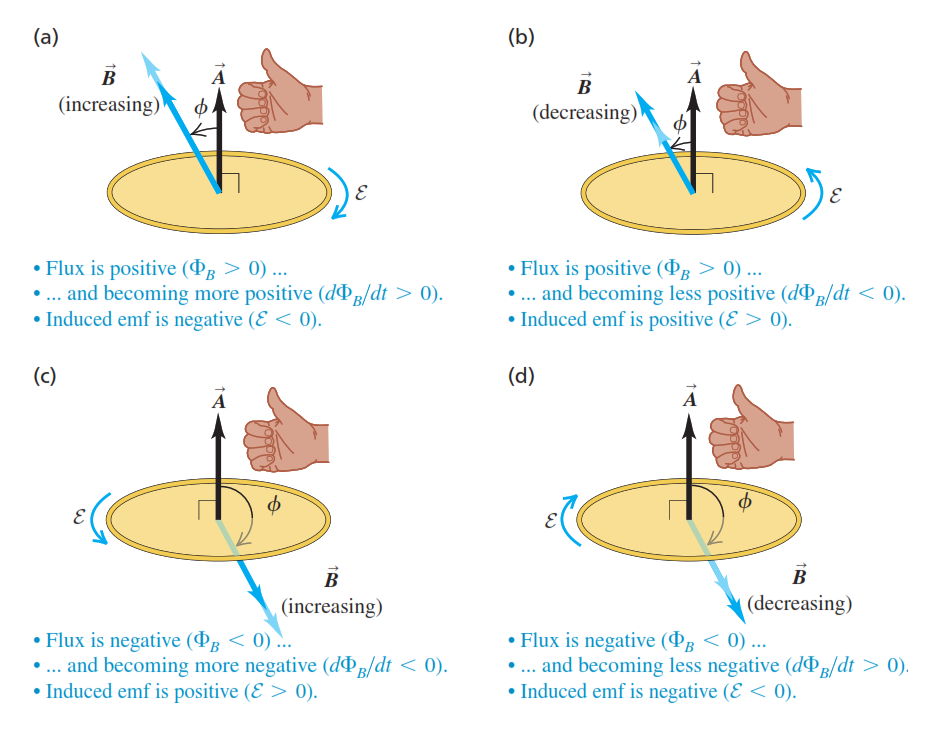 (a)
B⃗
(increasing)
A⃗
ϕ
ℰ
• Flux is positive (Φ_B > 0) ...
• ... and becoming more positive (dΦ_B/dt > 0).
• Induced emf is negative (ℰ < 0).
(b)
B⃗
(decreasing)
A⃗
ϕ
ℰ
• Flux is positive (Φ_B > 0) ...
• ... and becoming less positive (dΦ_B/dt < 0).
• Induced emf is positive (ℰ > 0).
(c)
A⃗
ℰ
ϕ
B⃗
(increasing)
• Flux is negative (Φ_B < 0) ...
• ... and becoming more negative (dΦ_B/dt < 0).
• Induced emf is positive (ℰ > 0).
(d)
A⃗
ℰ
ϕ
B⃗
(decreasing)
• Flux is negative (Φ_B < 0) ...
• ... and becoming less negative (dΦ_B/dt > 0).
• Induced emf is negative (ℰ < 0).